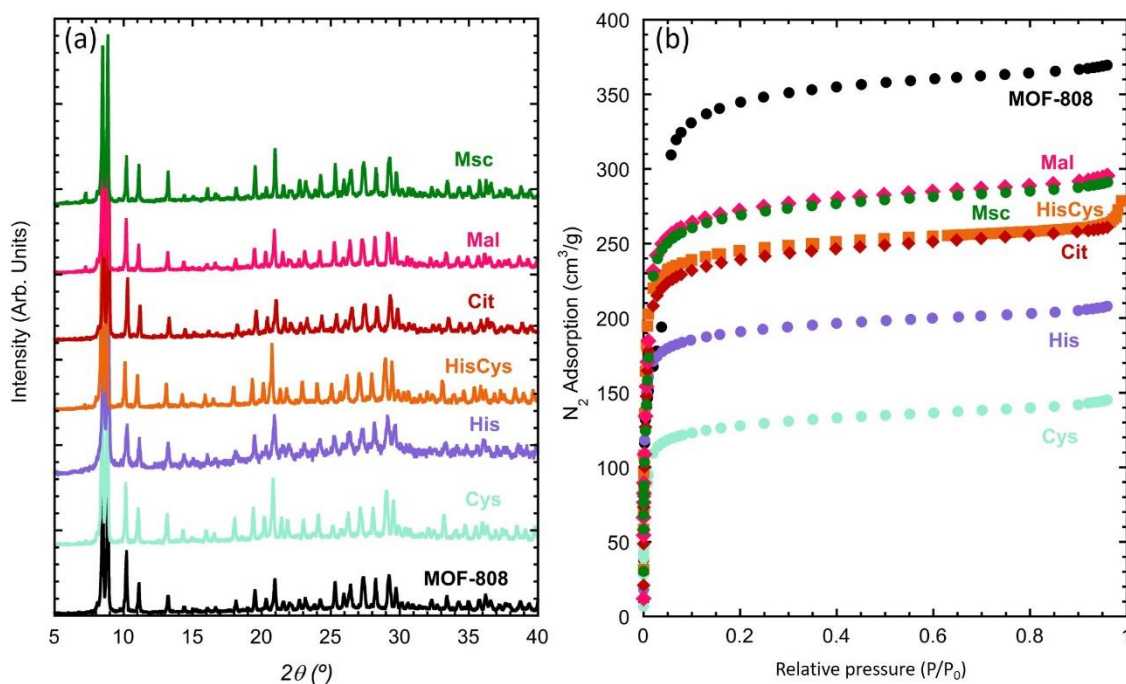 (a)
Msc
Mal
Cit
HisCys
His
Cys
MOF-808
Intensity (Arb. Units)
5 10 15 20 25 30 35 40
2θ (º)
(b)
400
350
300
250
200
150
100
50
0
MOF-808
Mal
Msc
HisCys
Cit
His
Cys
N₂ Adsorption (cm³/g)
0 0.2 0.4 0.6 0.8 1
Relative pressure (P/P₀)